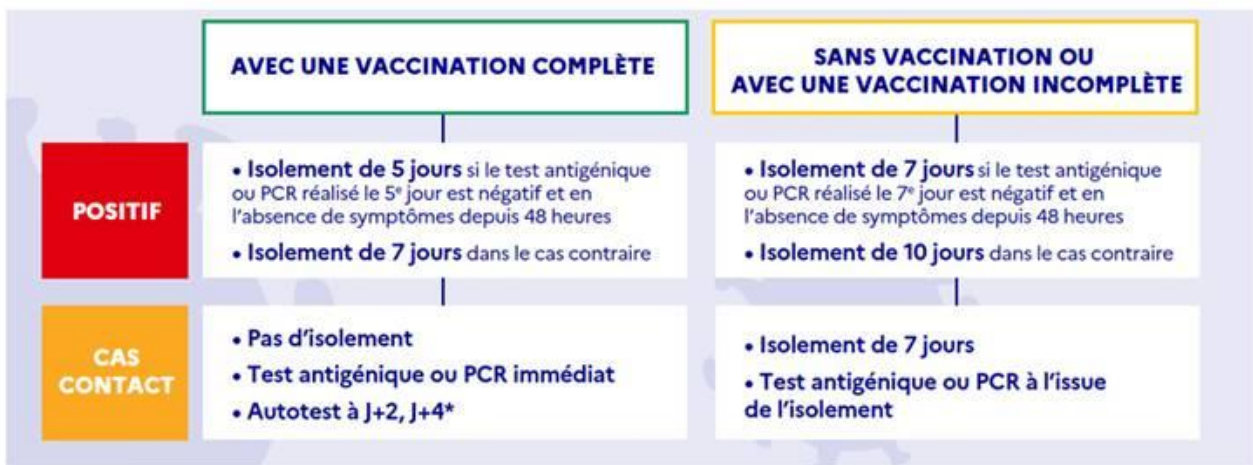 AVEC UNE VACCINATION COMPLÈTE
SANS VACCINATION OU
AVEC UNE VACCINATION INCOMPLÈTE
POSITIF
• Isolement de 5 jours si le test antigénique
ou PCR réalisé le 5e jour est négatif et en
l'absence de symptômes depuis 48 heures
• Isolement de 7 jours dans le cas contraire
• Isolement de 7 jours si le test antigénique
ou PCR réalisé le 7e jour est négatif et en
l'absence de symptômes depuis 48 heures
• Isolement de 10 jours dans le cas contraire
CAS
CONTACT
• Pas d'isolement
• Test antigénique ou PCR immédiat
• Autotest à J+2, J+4*
• Isolement de 7 jours
• Test antigénique ou PCR à l'issue
de l'isolement